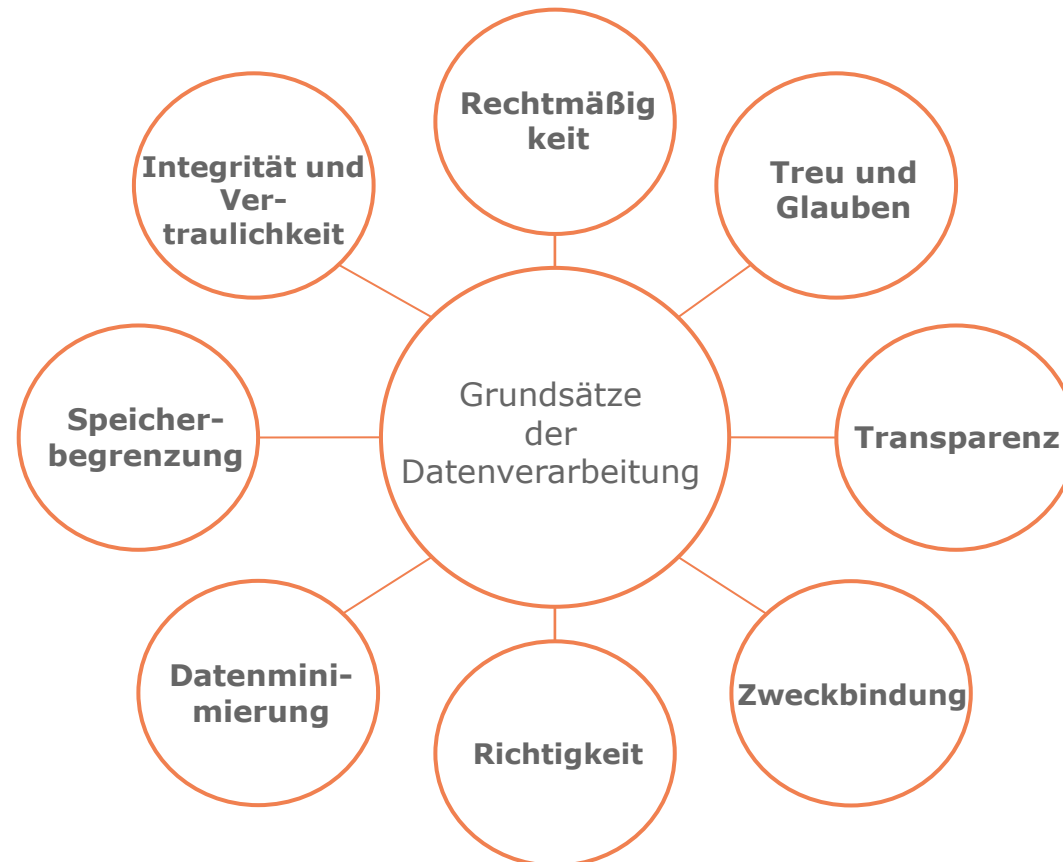 Rechtmäßig
keit
Treu und
Glauben
Transparenz
Zweckbindung
Richtigkeit
Datenmini-
mierung
Speicher-
begrenzung
Integrität und
Ver-
traulichkeit
Grundsätze
der
Datenverarbeitung